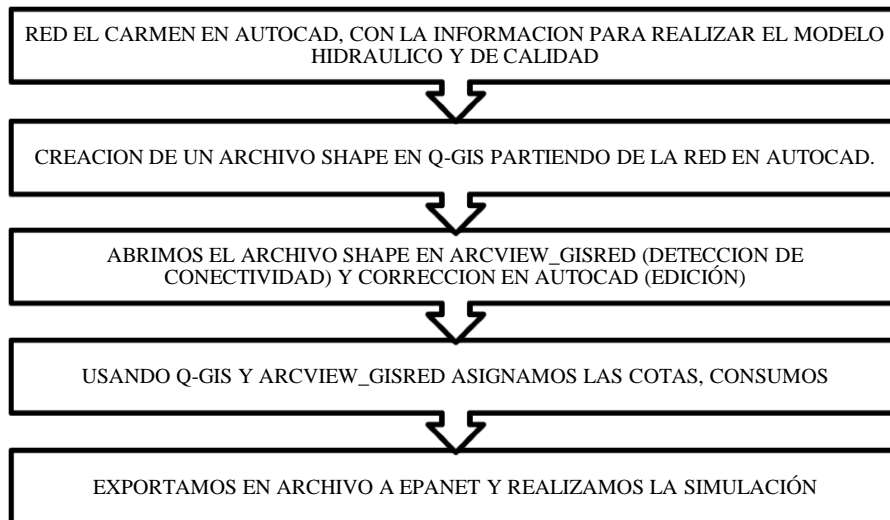 RED EL CARMEN EN AUTOCAD, CON LA INFORMACION PARA REALIZAR EL MODELO
HIDRAULICO Y DE CALIDAD
CREACION DE UN ARCHIVO SHAPE EN Q-GIS PARTIENDO DE LA RED EN AUTOCAD.
ABRIMOS EL ARCHIVO SHAPE EN ARCVIEW_GISRED (DETECCION DE
CONECTIVIDAD) Y CORRECCION EN AUTOCAD (EDICIÓN)
USANDO Q-GIS Y ARCVIEW_GISRED ASIGNAMOS LAS COTAS, CONSUMOS
EXPORTAMOS EN ARCHIVO A EPANET Y REALIZAMOS LA SIMULACIÓN